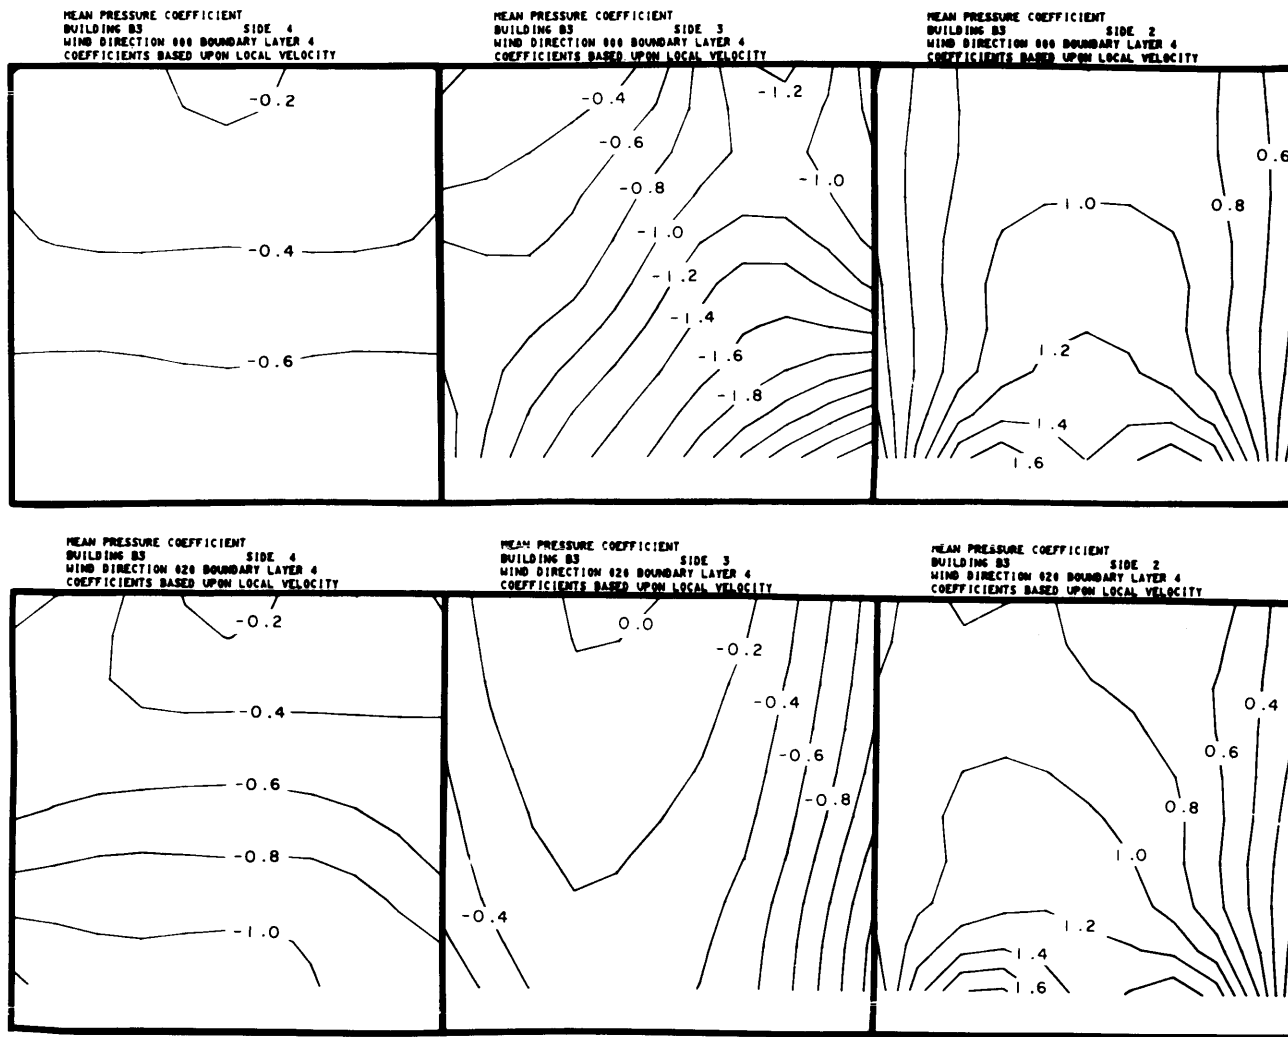 MEAN PRESSURE COEFFICIENT
BUILDING B3 SIDE 4
WIND DIRECTION 000 BOUNDARY LAYER 4
COEFFICIENTS BASED UPON LOCAL VELOCITY
-0.2
-0.4
-0.6
MEAN PRESSURE COEFFICIENT
BUILDING B3 SIDE 3
WIND DIRECTION 000 BOUNDARY LAYER 4
COEFFICIENTS BASED UPON LOCAL VELOCITY
-1.2
-0.4
-0.6
-1.0
-0.8
-1.0
-1.2
-1.4
-1.6
-1.8
MEAN PRESSURE COEFFICIENT
BUILDING B3 SIDE 2
WIND DIRECTION 000 BOUNDARY LAYER 4
COEFFICIENTS BASED UPON LOCAL VELOCITY
0.6
1.0
0.8
1.2
1.4
1.6
MEAN PRESSURE COEFFICIENT
BUILDING B3 SIDE 4
WIND DIRECTION 020 BOUNDARY LAYER 4
COEFFICIENTS BASED UPON LOCAL VELOCITY
-0.2
-0.4
-0.6
-0.8
-1.0
MEAN PRESSURE COEFFICIENT
BUILDING B3 SIDE 3
WIND DIRECTION 020 BOUNDARY LAYER 4
COEFFICIENTS BASED UPON LOCAL VELOCITY
0.0
-0.2
-0.4
-0.6
-0.8
-0.4
MEAN PRESSURE COEFFICIENT
BUILDING B3 SIDE 2
WIND DIRECTION 020 BOUNDARY LAYER 4
COEFFICIENTS BASED UPON LOCAL VELOCITY
0.4
0.6
0.8
1.0
1.2
1.4
1.6